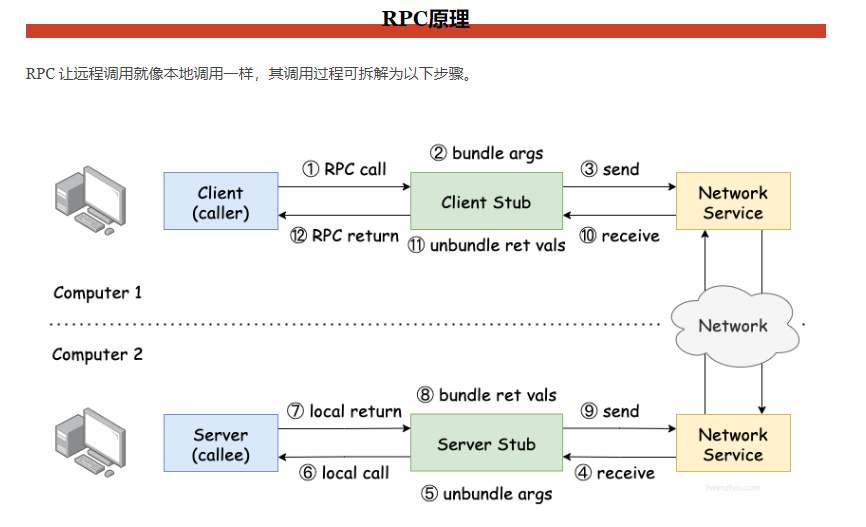 RPC原理
RPC 让远程调用就像本地调用一样，其调用过程可拆解为以下步骤。
② bundle args
① RPC call
③ send
Client
(caller)
Client Stub
Network
Service
⑫ RPC return
⑪ unbundle ret vals
⑩ receive
Computer 1
Network
Computer 2
⑧ bundle ret vals
⑦ local return
⑨ send
Server
(callee)
Server Stub
Network
Service
⑥ local call
④ receive
⑤ unbundle args
liwenzhou.com